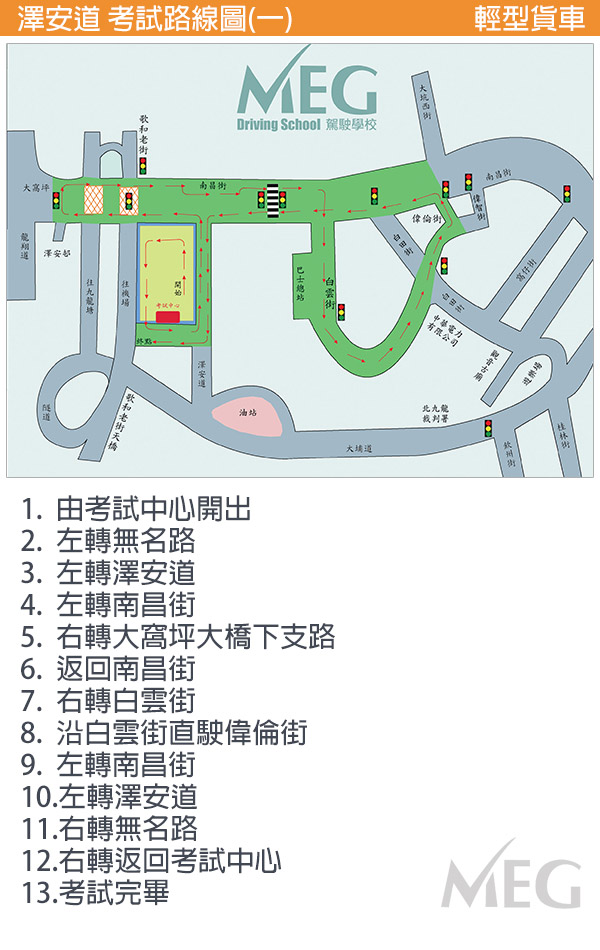 澤安道 考試路線圖(一) 輕型貨車
MEG
Driving School 駕駛學校
大坑西街
歌和老街
大窩坪
南昌街
南昌街
偉智街
偉倫街
白田街
龍翔道
澤安邨
往九龍塘
往機場
開始
考試中心
巴士總站
白雲街
窩仔街
白田街
中華電力有限公司
終點
觀音古廟
澤安道
隧道
歌和老街天橋
油站
北九龍
裁判署
大埔道
欽州街
桂林街
1. 由考試中心開出
2. 左轉無名路
3. 左轉澤安道
4. 左轉南昌街
5. 右轉大窩坪大橋下支路
6. 返回南昌街
7. 右轉白雲街
8. 沿白雲街直駛偉倫街
9. 左轉南昌街
10.左轉澤安道
11.右轉無名路
12.右轉返回考試中心
13.考試完畢
MEG